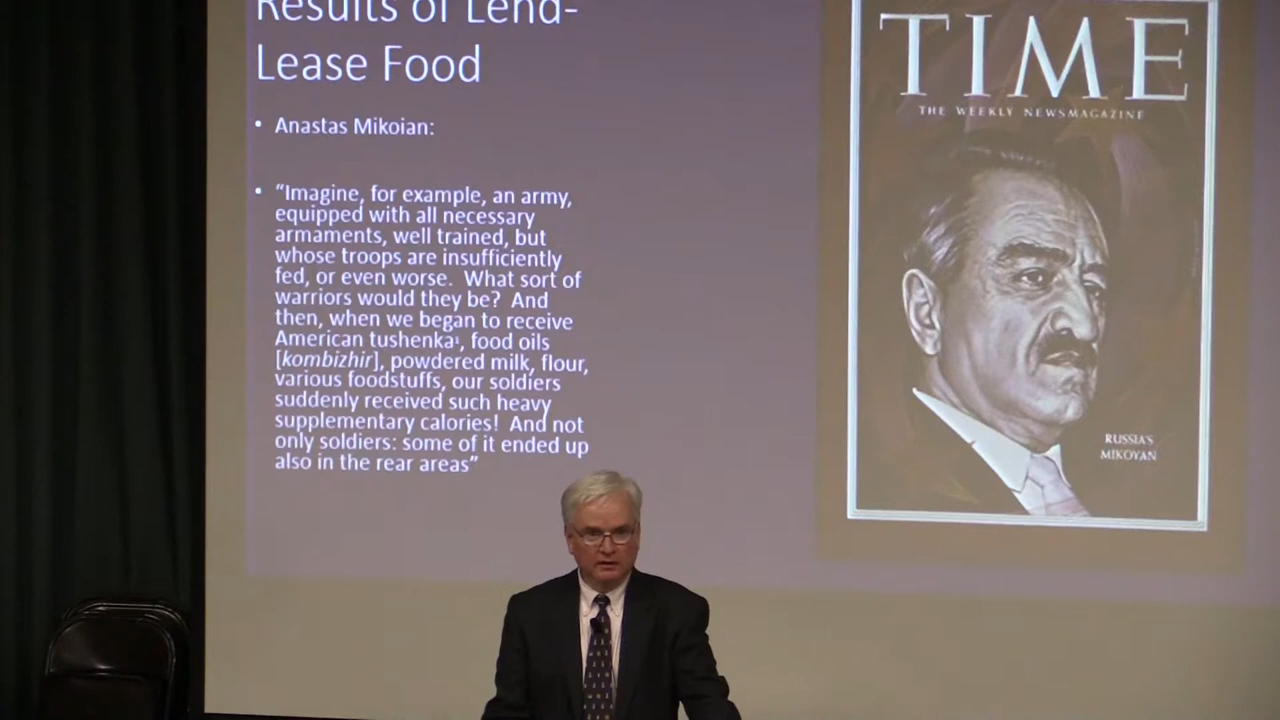 Results of Lend-
Lease Food
• Anastas Mikoian:
• “Imagine, for example, an army,
equipped with all necessary
armaments, well trained, but
whose troops are insufficiently
fed, or even worse. What sort of
warriors would they be? And
then, when we began to receive
American tushenka¹, food oils
[kombizhir], powdered milk, flour,
various foodstuffs, our soldiers
suddenly received such heavy
supplementary calories! And not
only soldiers: some of it ended up
also in the rear areas”
TIME
THE WEEKLY NEWSMAGAZINE
RUSSIA'S
MIKOYAN